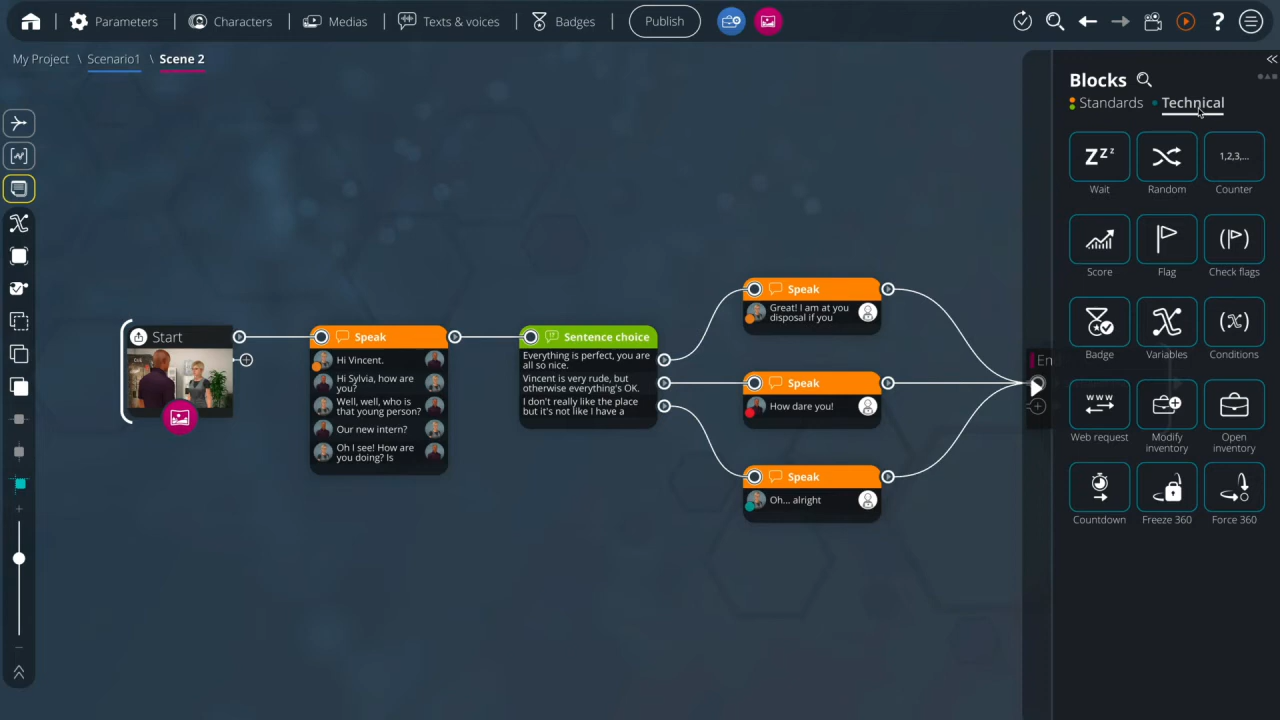 Parameters
Characters
Medias
Texts & voices
Badges
Publish
?
My Project \ Scenario1 \ Scene 2
Blocks
Standards
Technical
Zzz
Wait
Random
1,2,3,...
Counter
Score
Flag
Check flags
Badge
Variables
(x)
Conditions
www
Web request
Modify
inventory
Open
inventory
Countdown
Freeze 360
Force 360
Start
Speak
Hi Vincent.
Hi Sylvia, how are
you?
Well, well, who is
that young person?
Our new intern?
Oh I see! How are
you doing? Is
Sentence choice
Everything is perfect, you are
all so nice.
Vincent is very rude, but
otherwise everything's OK.
I don't really like the place
but it's not like I have a
Speak
Great! I am at you
disposal if you
Speak
How dare you!
Speak
Oh... alright
En